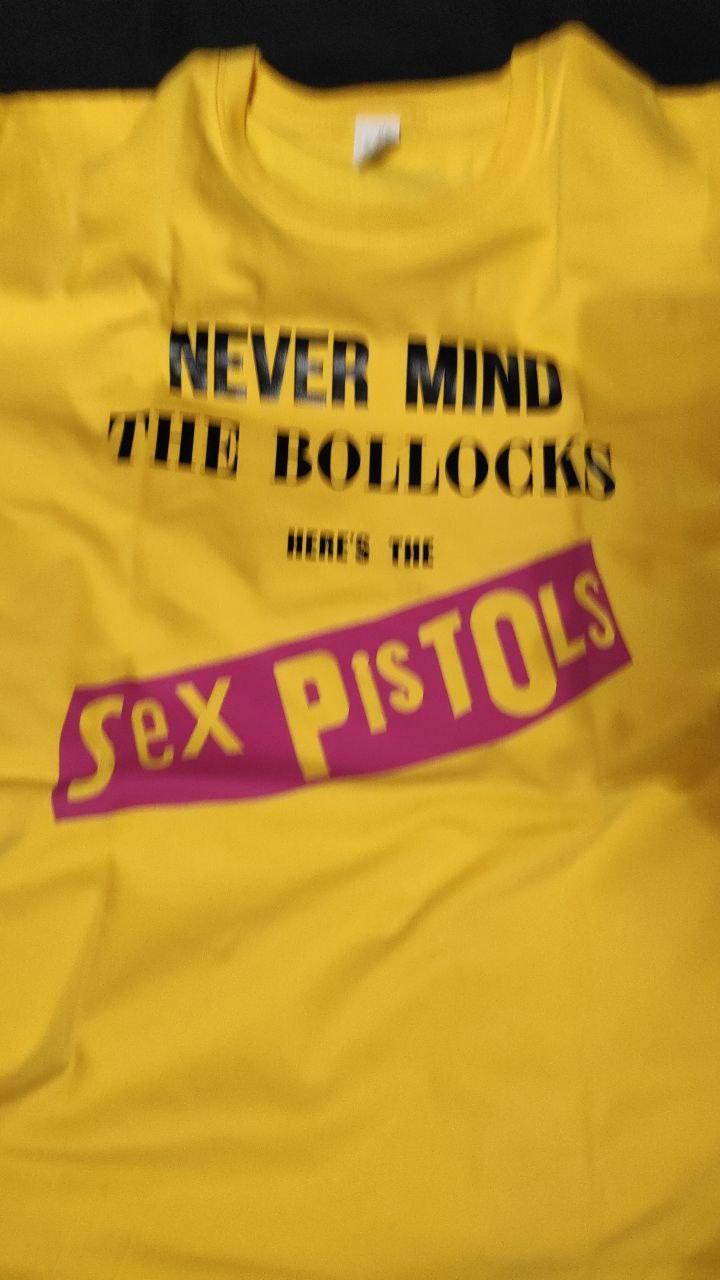 NEVER MIND
THE BOLLOCKS
HERE'S THE
Sex PiSTOLS